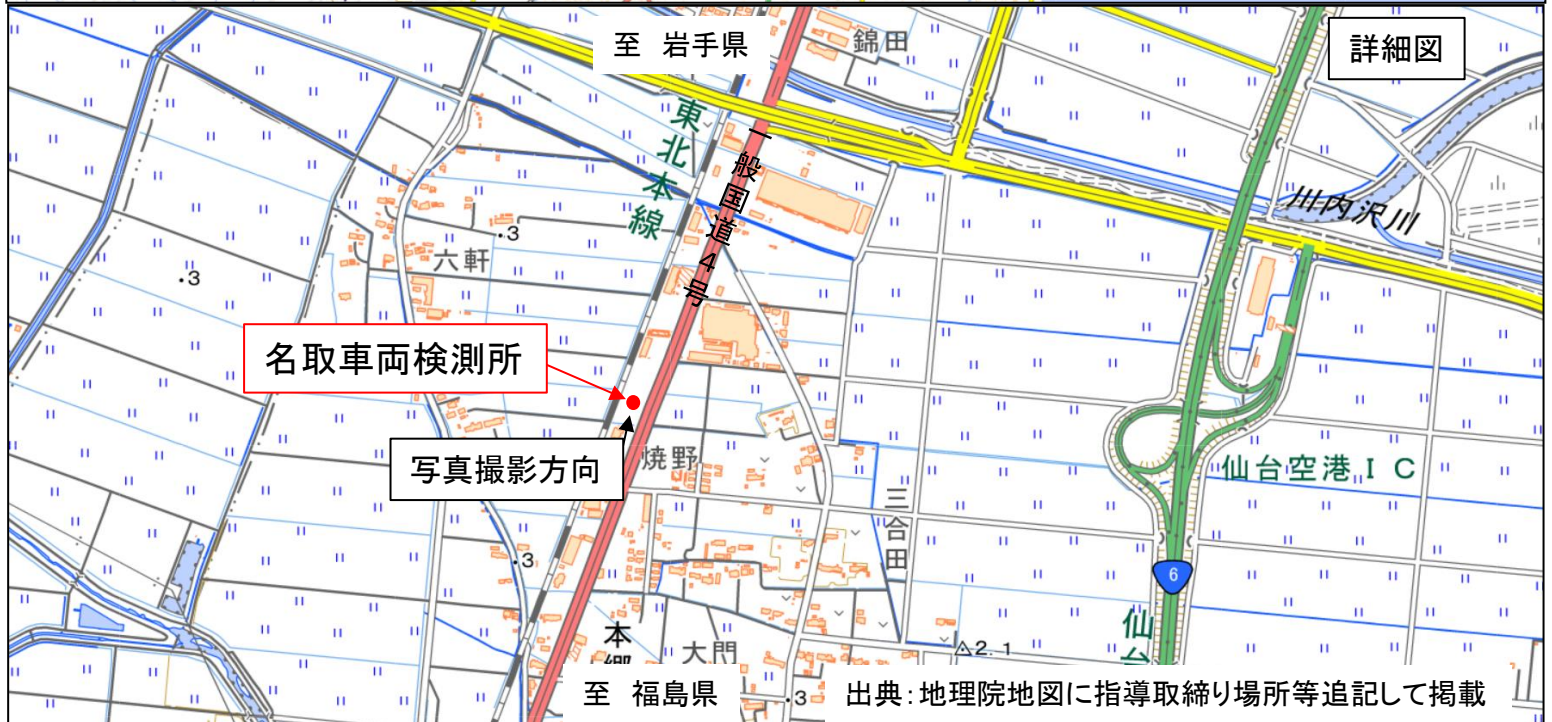 至 岩手県
錦田
詳細図
東北本線
一般国道4号
川内沢川
.3
六軒
.3
名取車両検測所
写真撮影方向
焼野
仙台空港IC
三合田
.3
6
本郷
大門
仙台
2.1
至 福島県
.3
出典：地理院地図に指導取締り場所等追記して掲載